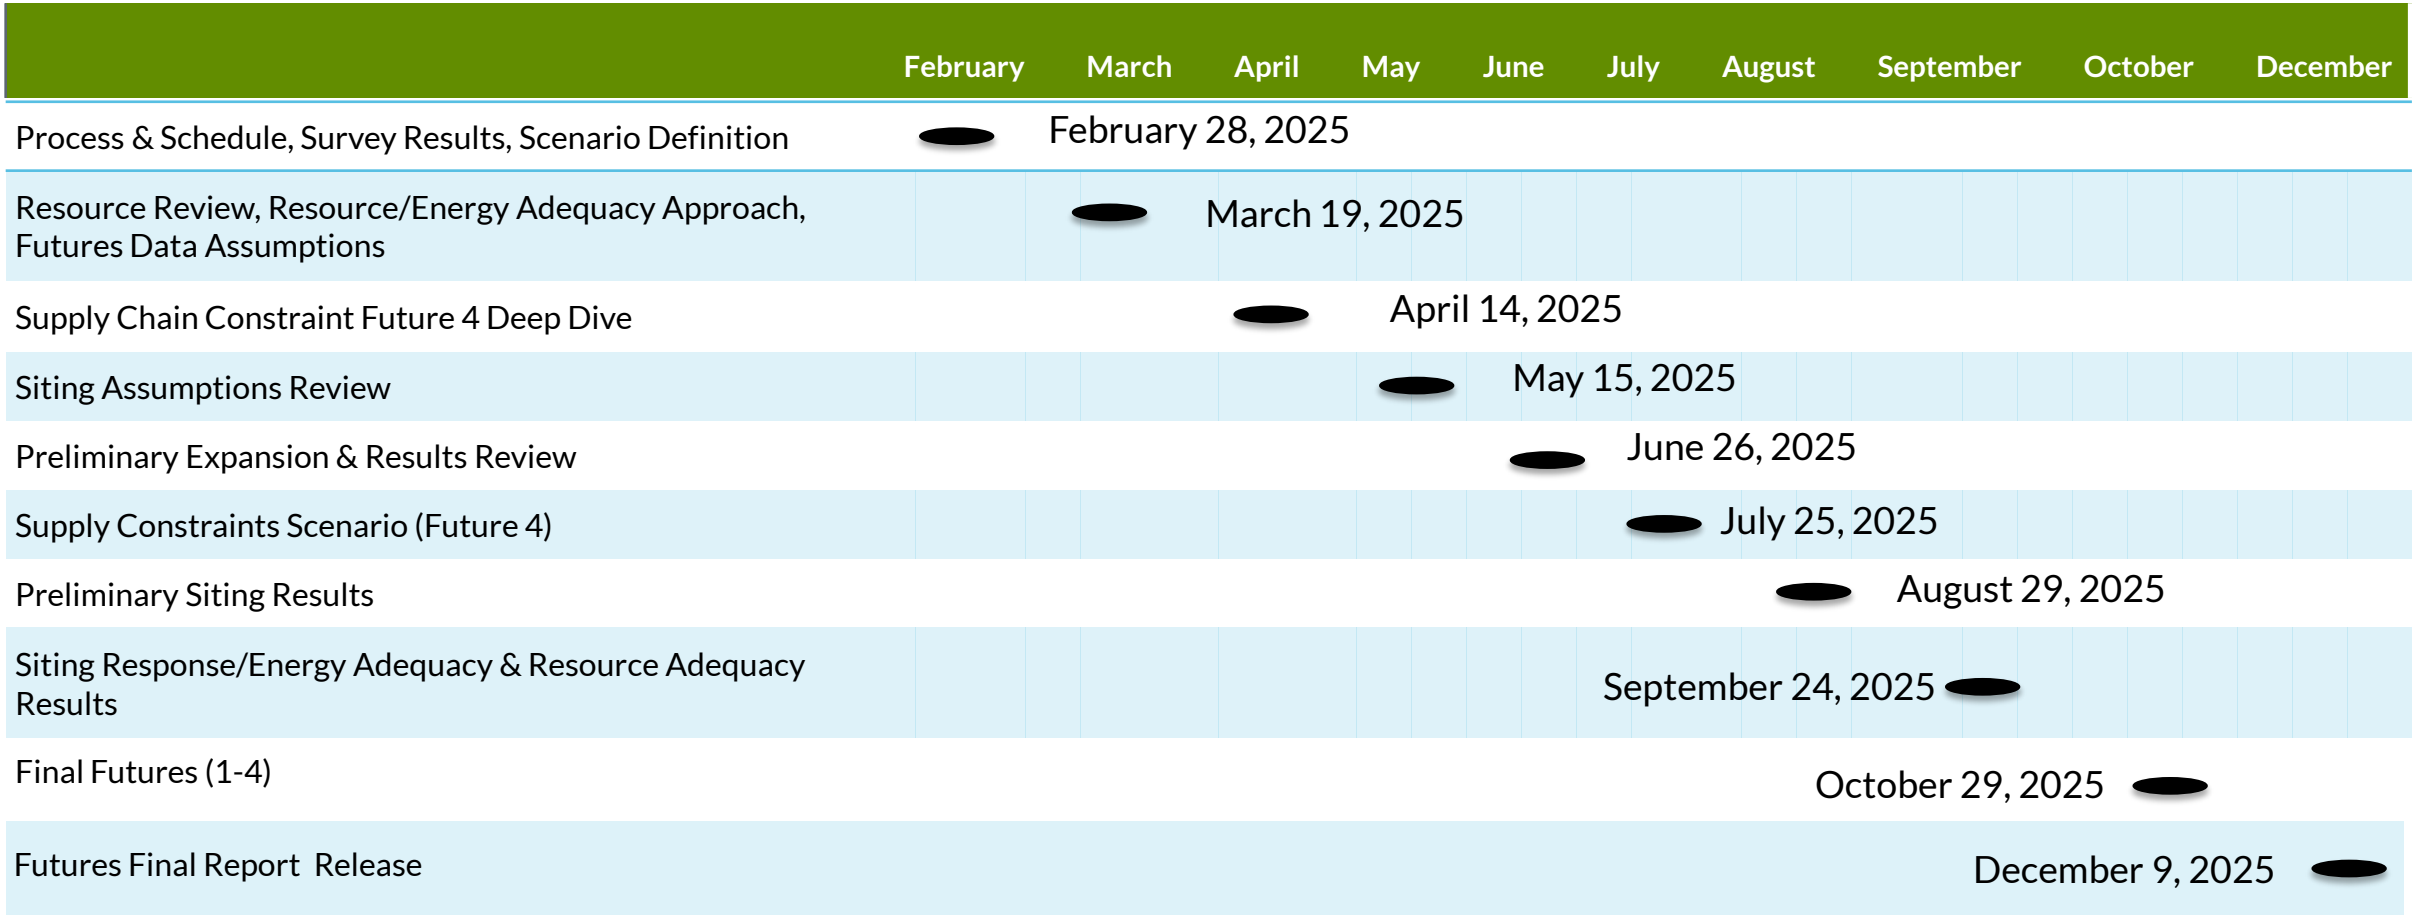 February March April May June July August September October December
Process & Schedule, Survey Results, Scenario Definition February 28, 2025
Resource Review, Resource/Energy Adequacy Approach,
Futures Data Assumptions
March 19, 2025
Supply Chain Constraint Future 4 Deep Dive April 14, 2025
Siting Assumptions Review May 15, 2025
Preliminary Expansion & Results Review June 26, 2025
Supply Constraints Scenario (Future 4) July 25, 2025
Preliminary Siting Results August 29, 2025
Siting Response/Energy Adequacy & Resource Adequacy
Results
September 24, 2025
Final Futures (1-4) October 29, 2025
Futures Final Report  Release December 9, 2025